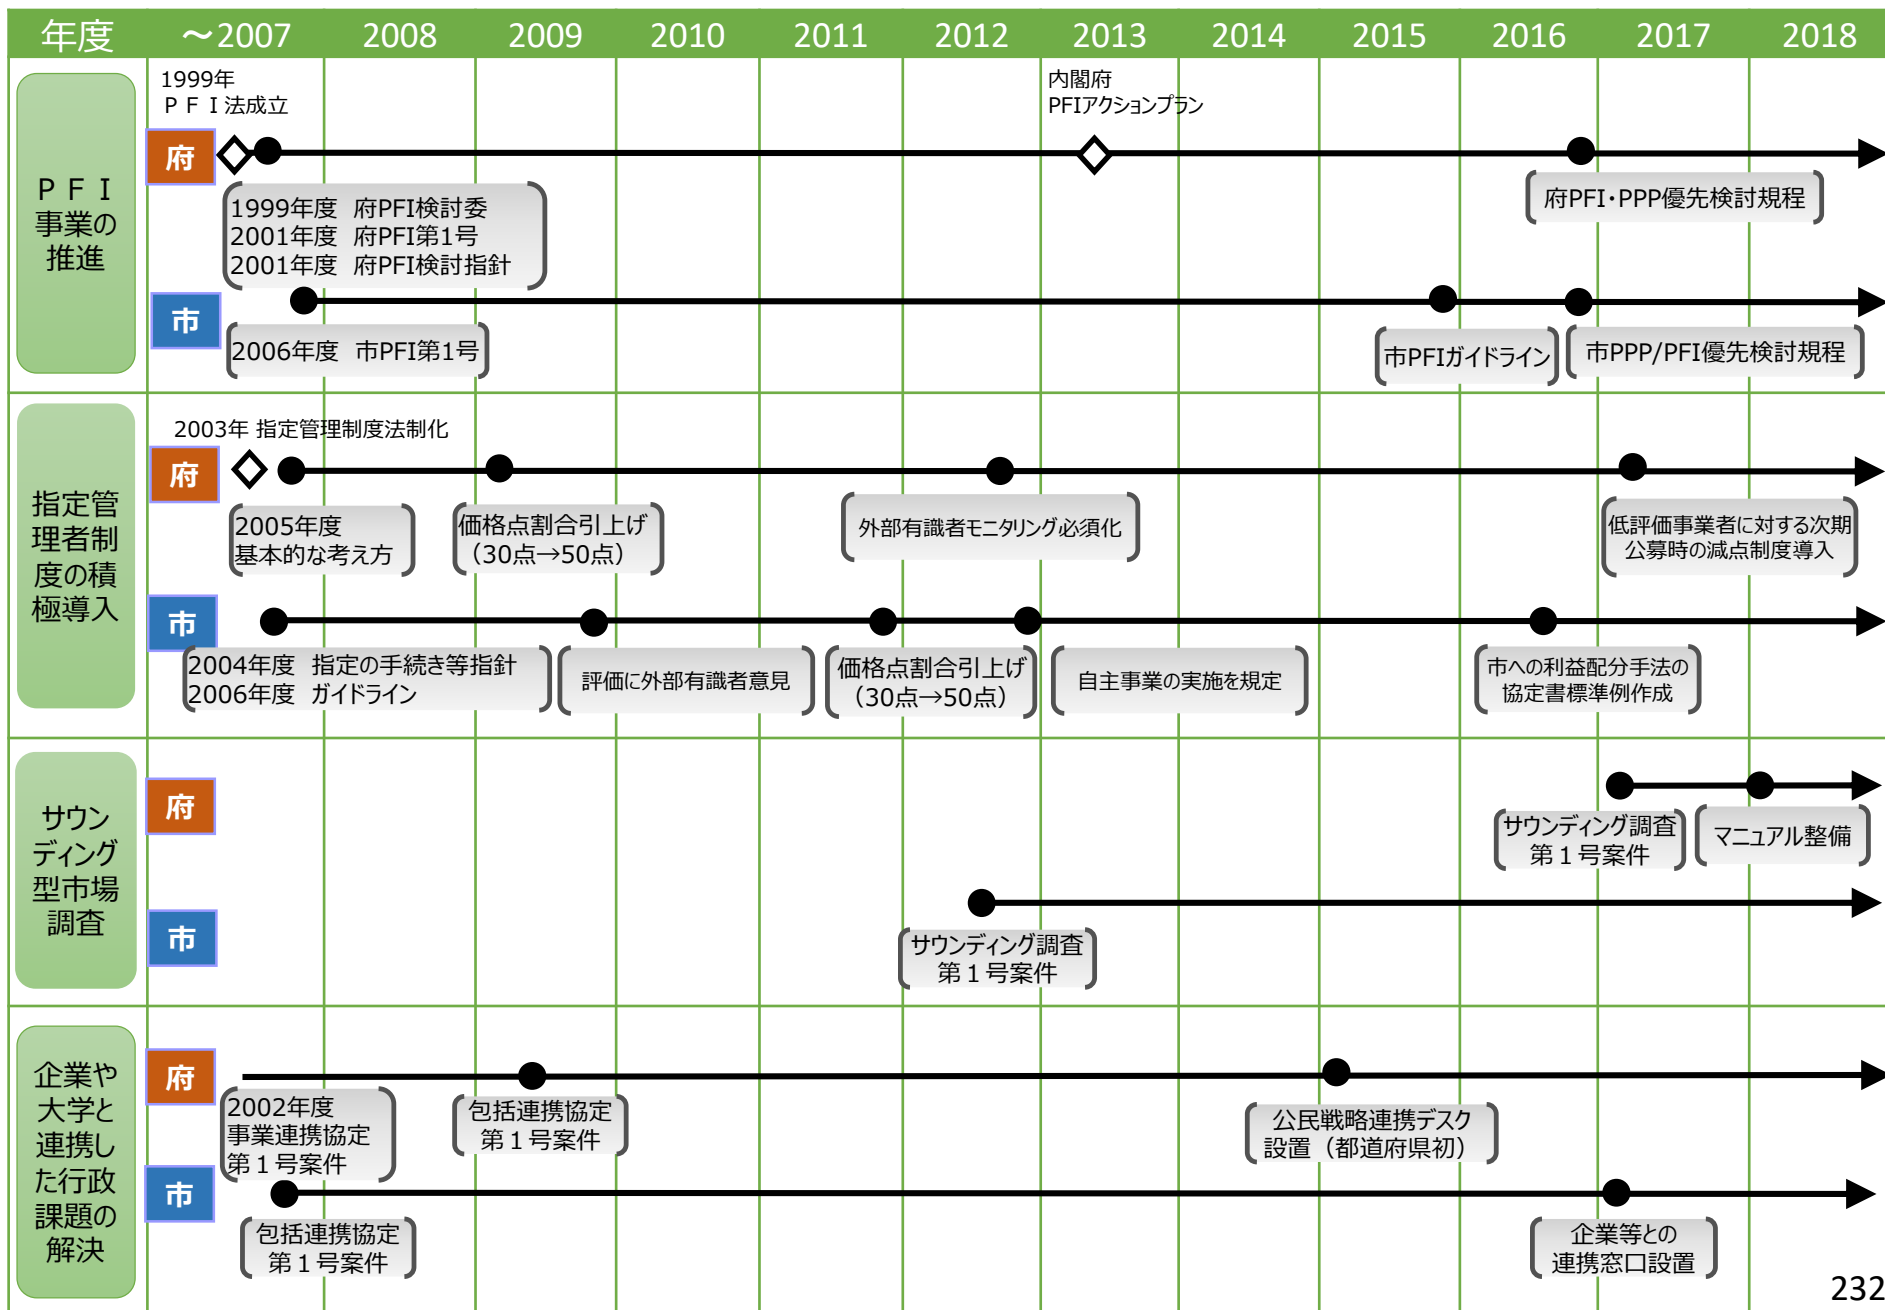 年度 ～2007 2008 2009 2010 2011 2012 2013 2014 2015 2016 2017 2018
ＰＦＩ
事業の
推進
1999年
ＰＦＩ法成立
内閣府
PFIアクションプラン
府
1999年度 府PFI検討委
2001年度 府PFI第1号
2001年度 府PFI検討指針
府PFI・PPP優先検討規程
市
2006年度 市PFI第1号
市PFIガイドライン
市PPP/PFI優先検討規程
指定管
理者制
度の積
極導入
2003年 指定管理制度法制化
府
2005年度
基本的な考え方
価格点割合引上げ
（30点→50点）
外部有識者モニタリング必須化
低評価事業者に対する次期
公募時の減点制度導入
市
2004年度 指定の手続き等指針
2006年度 ガイドライン
評価に外部有識者意見
価格点割合引上げ
（30点→50点）
自主事業の実施を規定
市への利益配分手法の
協定書標準例作成
サウン
ディング
型市場
調査
府
サウンディング調査
第１号案件
マニュアル整備
市
サウンディング調査
第１号案件
企業や
大学と
連携し
た行政
課題の
解決
府
2002年度
事業連携協定
第１号案件
包括連携協定
第１号案件
公民戦略連携デスク
設置（都道府県初）
市
包括連携協定
第１号案件
企業等との
連携窓口設置
232